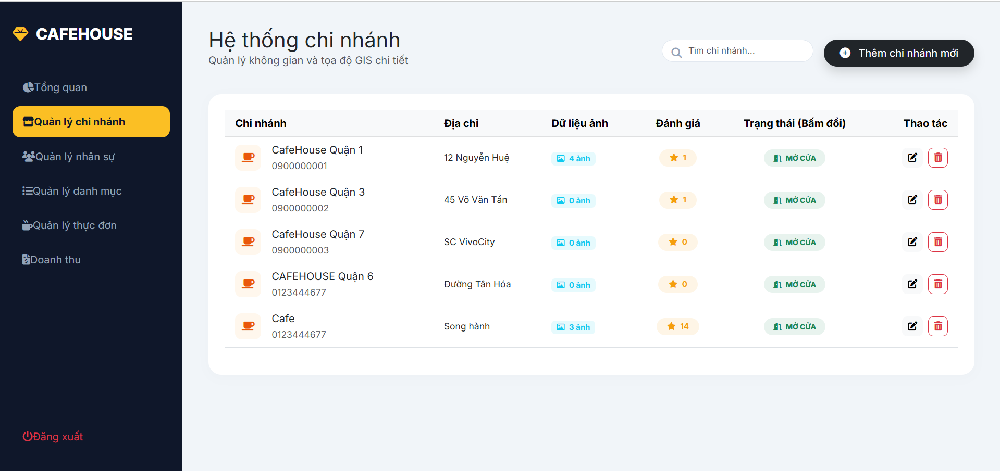 CAFEHOUSE
Tổng quan
Quản lý chi nhánh
Quản lý nhân sự
Quản lý danh mục
Quản lý thực đơn
Doanh thu
Đăng xuất
Hệ thống chi nhánh
Quản lý không gian và tọa độ GIS chi tiết
Tìm chi nhánh...
Thêm chi nhánh mới
Chi nhánh Địa chỉ Dữ liệu ảnh Đánh giá Trạng thái (Bấm đổi) Thao tác
CafeHouse Quận 1
0900000001
12 Nguyễn Huệ
4 ảnh
1
MỞ CỬA
CafeHouse Quận 3
0900000002
45 Võ Văn Tần
0 ảnh
1
MỞ CỬA
CafeHouse Quận 7
0900000003
SC VivoCity
0 ảnh
0
MỞ CỬA
CAFEHOUSE Quận 6
0123444677
Đường Tân Hóa
0 ảnh
0
MỞ CỬA
Cafe
0123444677
Song hành
3 ảnh
14
MỞ CỬA